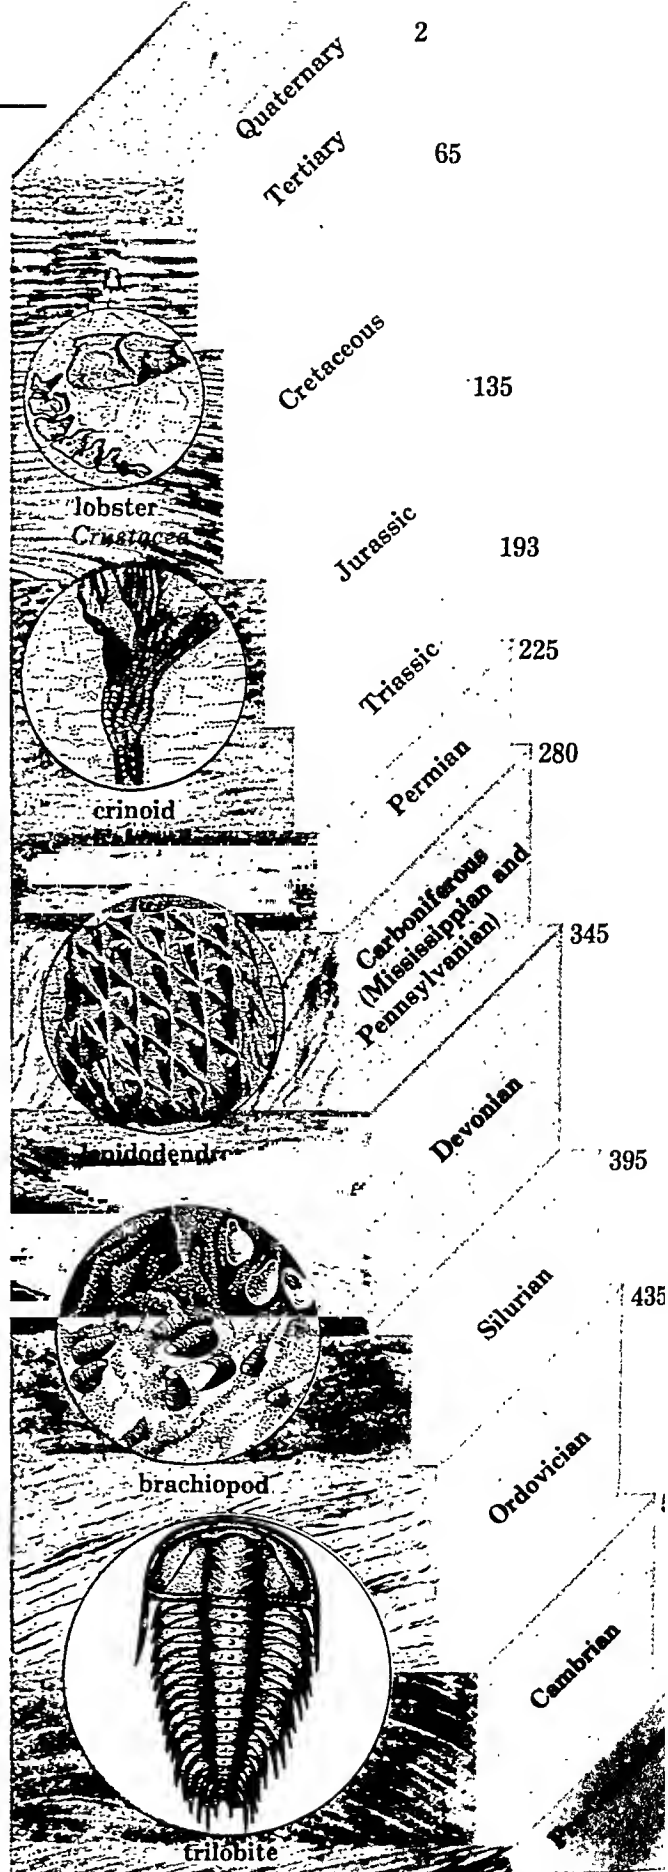 Quaternary
2
Tertiary
65
Cretaceous
135
lobster
Crustacea
Jurassic
193
Triassic
225
Permian
280
crinoid
Carboniferous
(Mississippian and
Pennsylvanian)
345
Devonian
lepidodendr
395
Silurian
435
brachiopod
Ordovician
Cambrian
trilobite